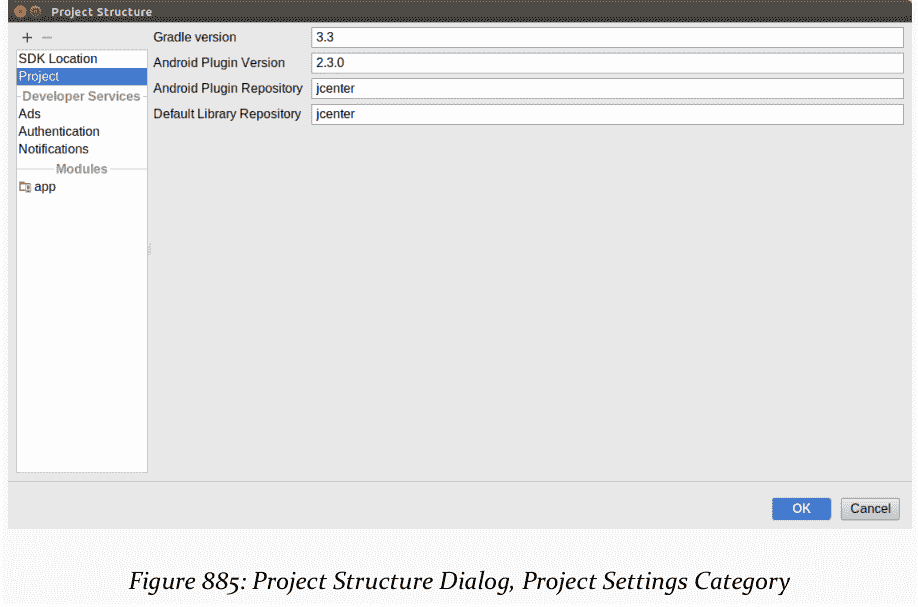 Project Structure
+ −
SDK Location
Project
Developer Services
Ads
Authentication
Notifications
Modules
app
Gradle version 3.3
Android Plugin Version 2.3.0
Android Plugin Repository jcenter
Default Library Repository jcenter
OK Cancel
Figure 885: Project Structure Dialog, Project Settings Category